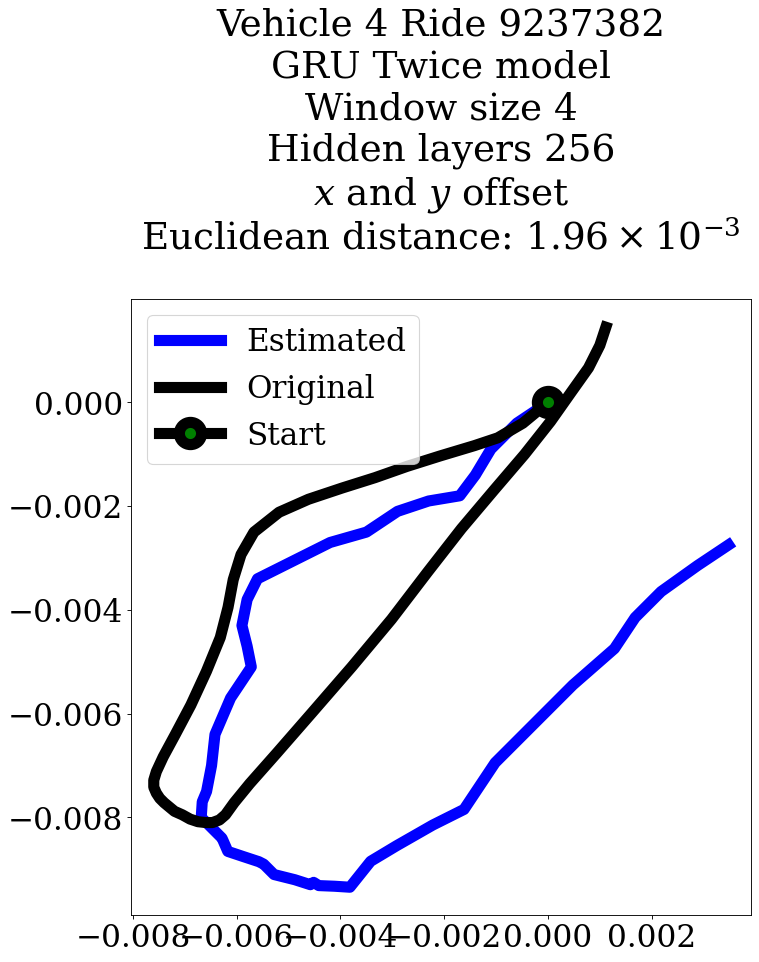 Vehicle 4 Ride 9237382
GRU Twice model
Window size 4
Hidden layers 256
x and y offset
Euclidean distance: 1.96 × 10⁻³
Estimated
Original
Start
0.000
−0.002
−0.004
−0.006
−0.008
−0.008 −0.006 −0.004 −0.002 0.000 0.002